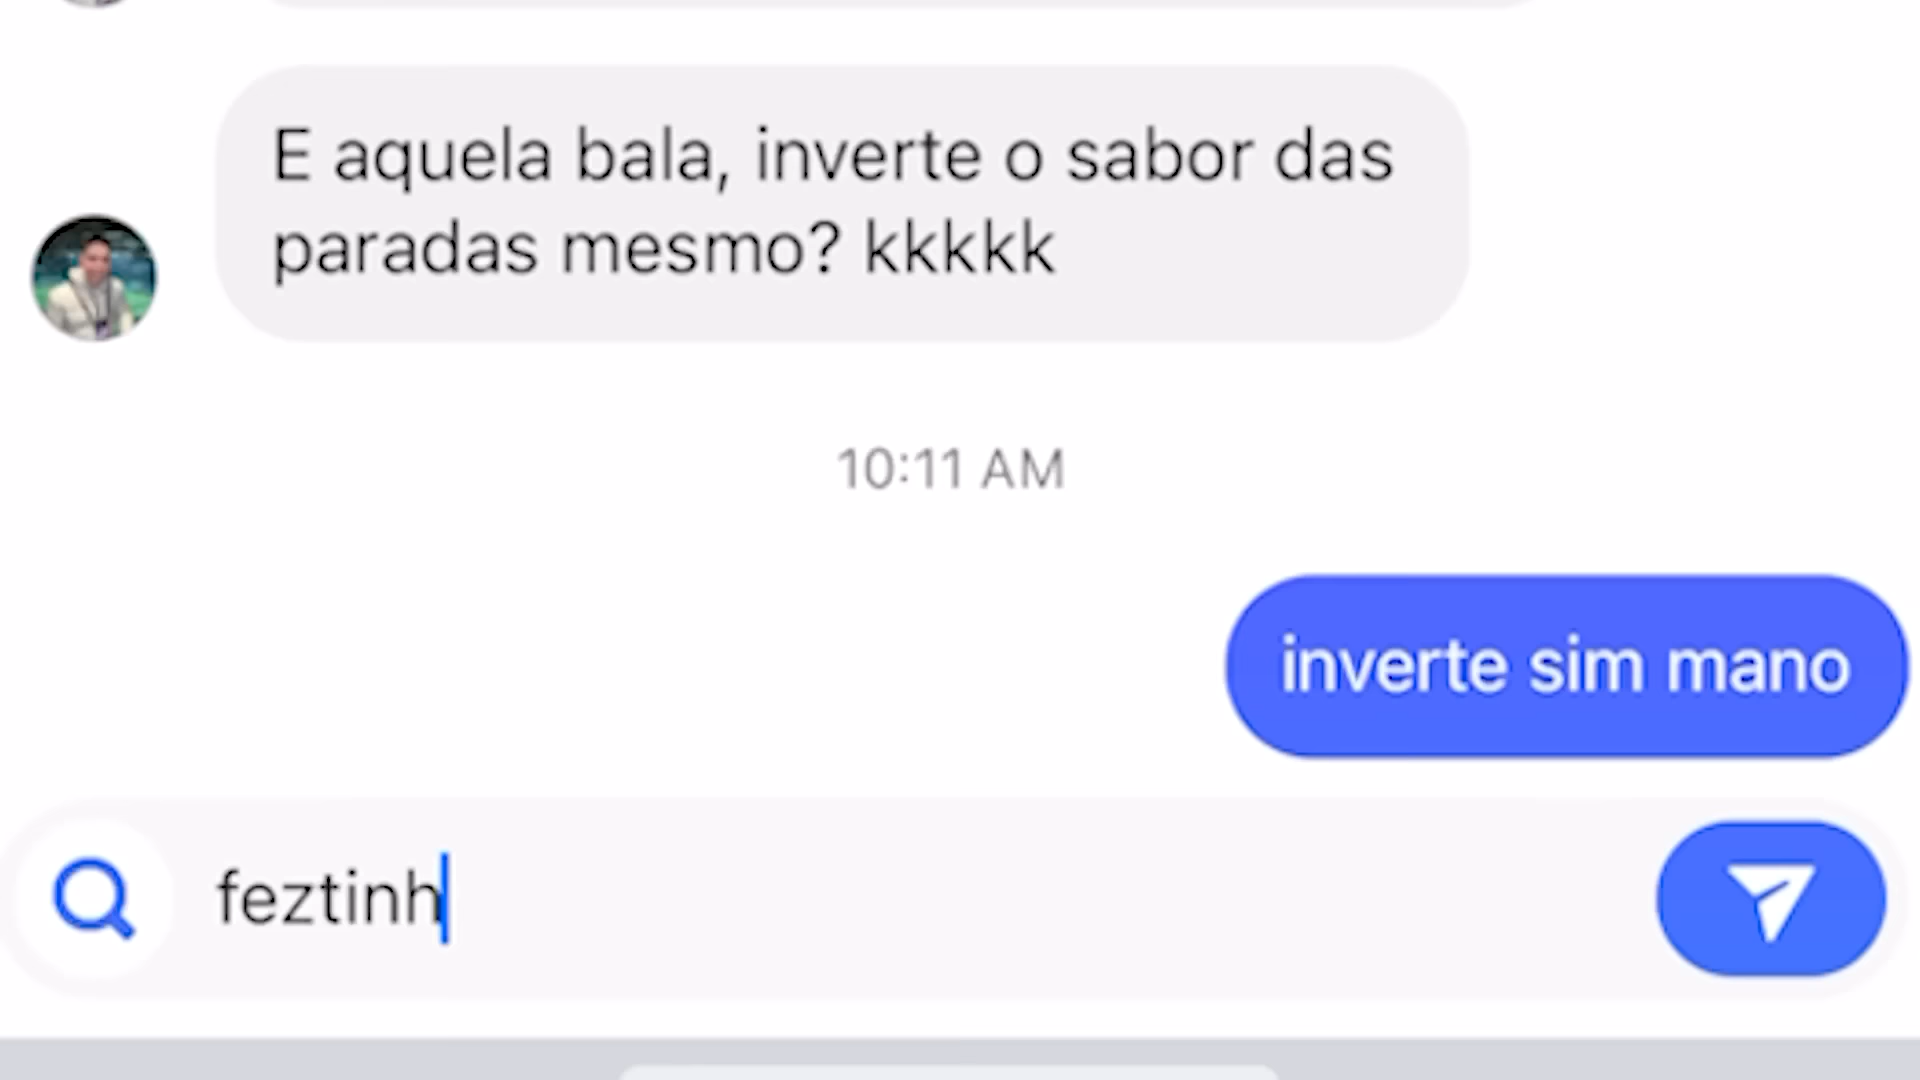 E aquela bala, inverte o sabor das
paradas mesmo? kkkkk
10:11 AM
inverte sim mano
feztinh